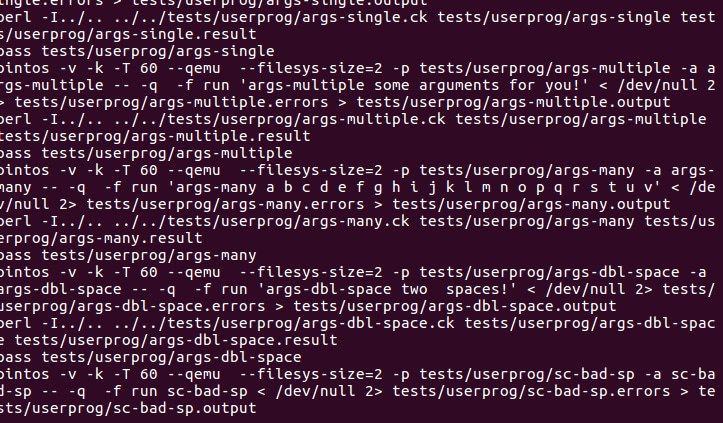 ingle.errors > tests/userprog/args-single.output
perl -I../.. ../../tests/userprog/args-single.ck tests/userprog/args-single test
s/userprog/args-single.result
pass tests/userprog/args-single
pintos -v -k -T 60 --qemu  --filesys-size=2 -p tests/userprog/args-multiple -a a
rgs-multiple -- -q  -f run 'args-multiple some arguments for you!' < /dev/null 2
> tests/userprog/args-multiple.errors > tests/userprog/args-multiple.output
perl -I../.. ../../tests/userprog/args-multiple.ck tests/userprog/args-multiple
tests/userprog/args-multiple.result
pass tests/userprog/args-multiple
pintos -v -k -T 60 --qemu  --filesys-size=2 -p tests/userprog/args-many -a args-
many -- -q  -f run 'args-many a b c d e f g h i j k l m n o p q r s t u v' < /de
v/null 2> tests/userprog/args-many.errors > tests/userprog/args-many.output
perl -I../.. ../../tests/userprog/args-many.ck tests/userprog/args-many tests/us
erprog/args-many.result
pass tests/userprog/args-many
pintos -v -k -T 60 --qemu  --filesys-size=2 -p tests/userprog/args-dbl-space -a
args-dbl-space -- -q  -f run 'args-dbl-space two  spaces!' < /dev/null 2> tests/
userprog/args-dbl-space.errors > tests/userprog/args-dbl-space.output
perl -I../.. ../../tests/userprog/args-dbl-space.ck tests/userprog/args-dbl-spac
e tests/userprog/args-dbl-space.result
pass tests/userprog/args-dbl-space
pintos -v -k -T 60 --qemu  --filesys-size=2 -p tests/userprog/sc-bad-sp -a sc-ba
d-sp -- -q  -f run sc-bad-sp < /dev/null 2> tests/userprog/sc-bad-sp.errors > te
sts/userprog/sc-bad-sp.output